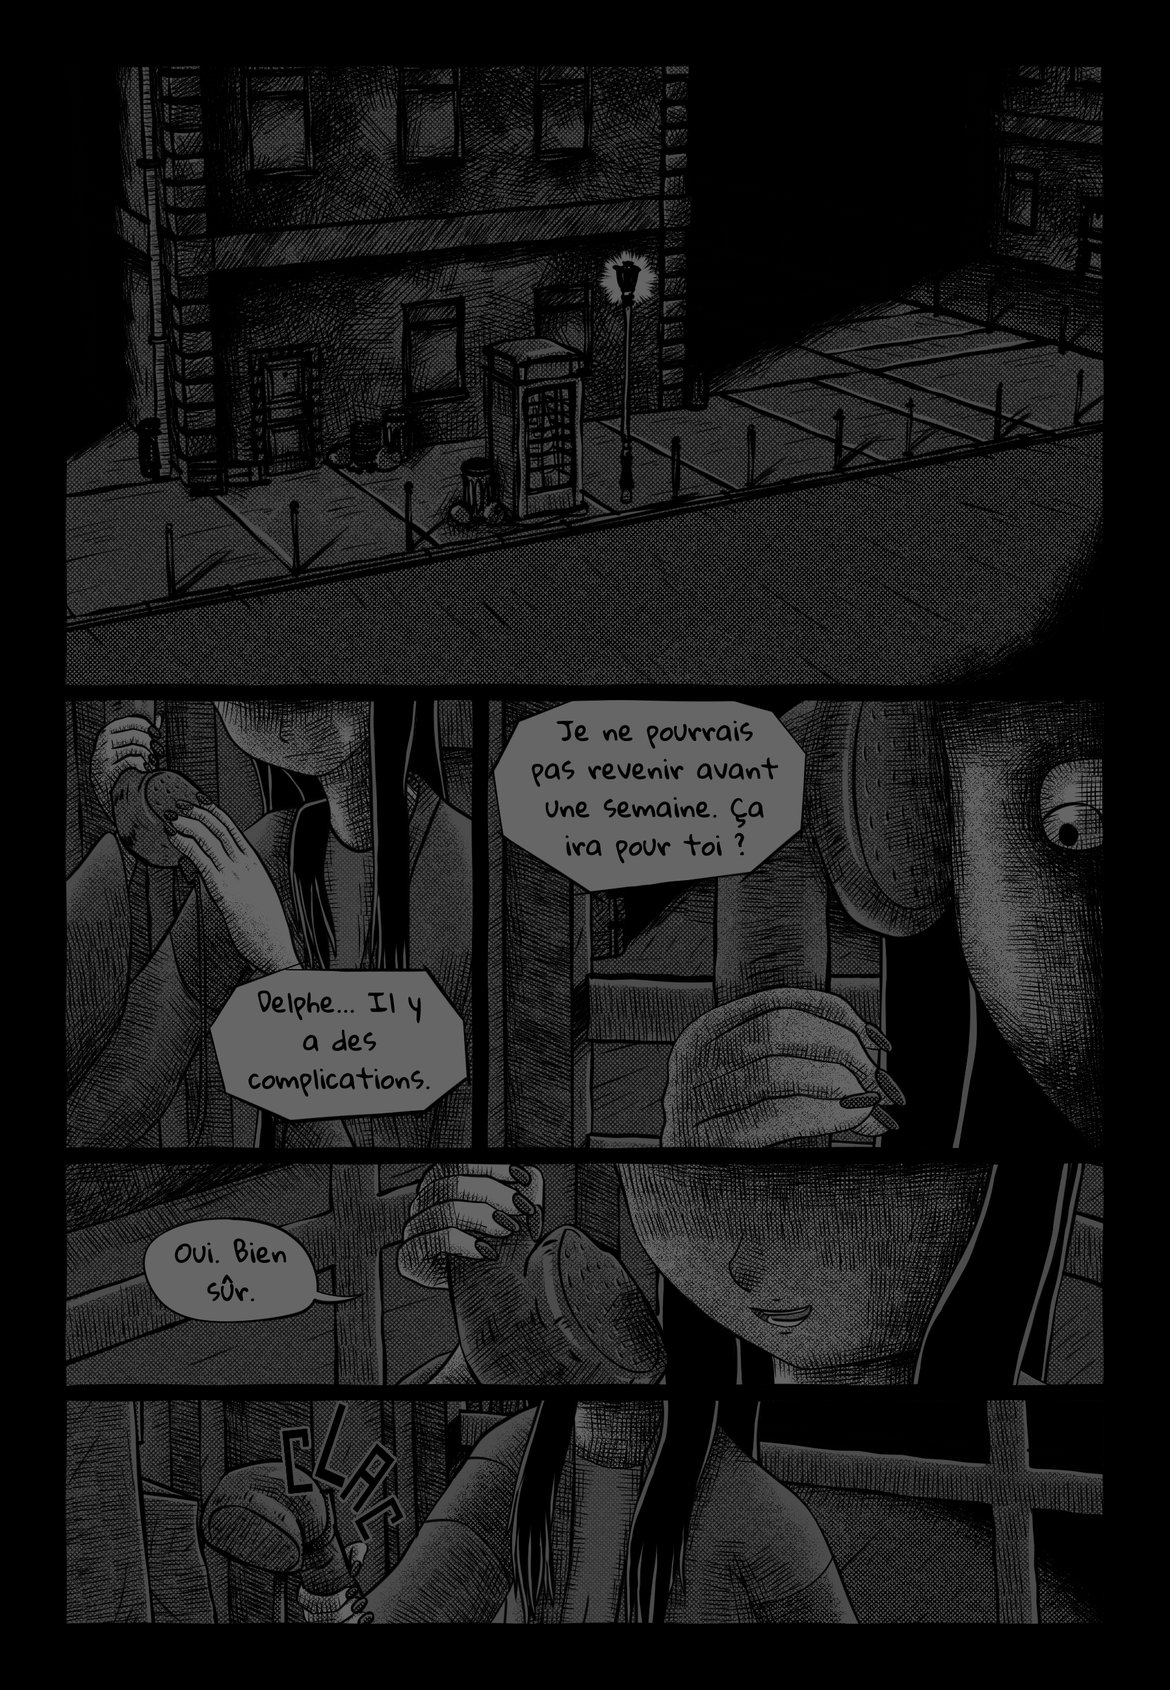 Delphe... Il y
a des
complications.
Je ne pourrais
pas revenir avant
une semaine. Ça
ira pour toi ?
Oui. Bien
sûr.
CLAC